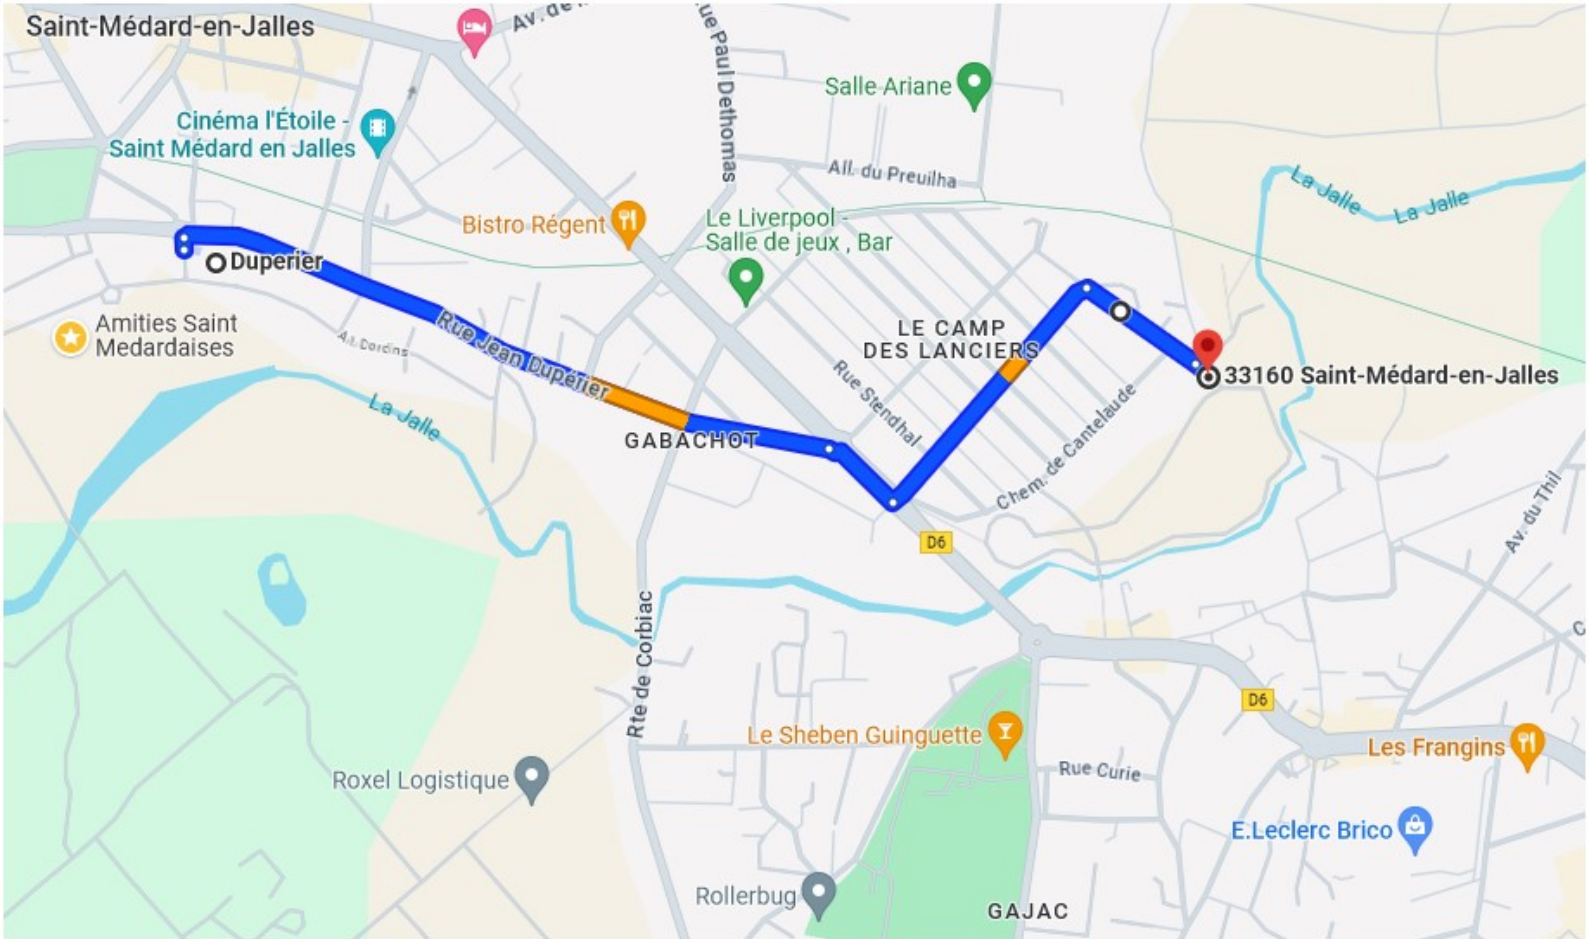 Saint-Médard-en-Jalles
Av. de
Rue Paul Dethomas
Salle Ariane
Cinéma l'Étoile -
Saint Médard en Jalles
All. du Preuilha
La Jalle
La Jalle
Bistro Régent
Le Liverpool -
Salle de jeux , Bar
Duperier
Amities Saint
Medardaises
Rue Jean Dupérier
LE CAMP
DES LANCIERS
Rue Stendhal
33160 Saint-Médard-en-Jalles
La Jalle
GABACHOT
Chem. de Cantelaude
Av. du Thil
D6
Rte de Corbiac
D6
Le Sheben Guinguette
Les Frangins
Roxel Logistique
Rue Curie
E.Leclerc Brico
Rollerbug
GAJAC